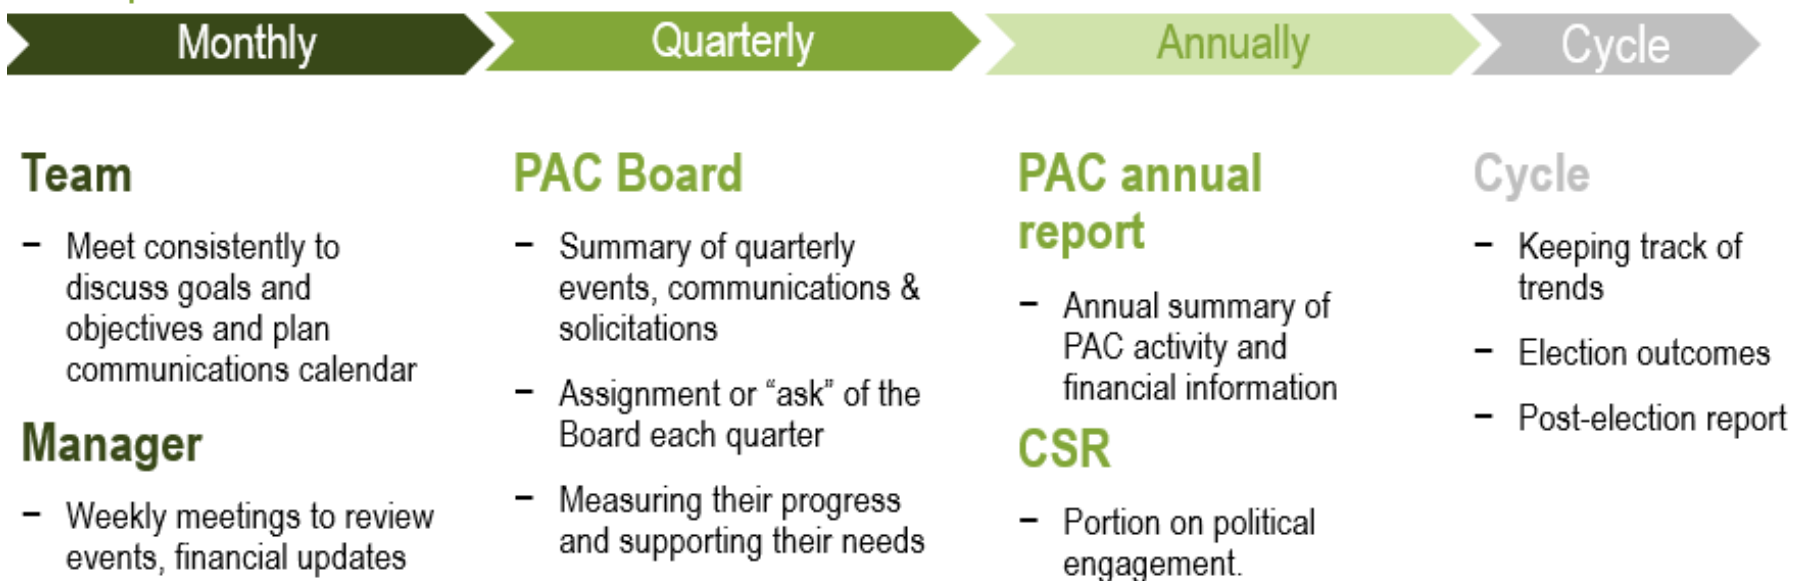 Monthly
Quarterly
Annually
Cycle
Team
– Meet consistently to
discuss goals and
objectives and plan
communications calendar
Manager
– Weekly meetings to review
events, financial updates
PAC Board
– Summary of quarterly
events, communications &
solicitations
– Assignment or “ask” of the
Board each quarter
– Measuring their progress
and supporting their needs
PAC annual
report
– Annual summary of
PAC activity and
financial information
CSR
– Portion on political
engagement.
Cycle
– Keeping track of
trends
– Election outcomes
– Post-election report